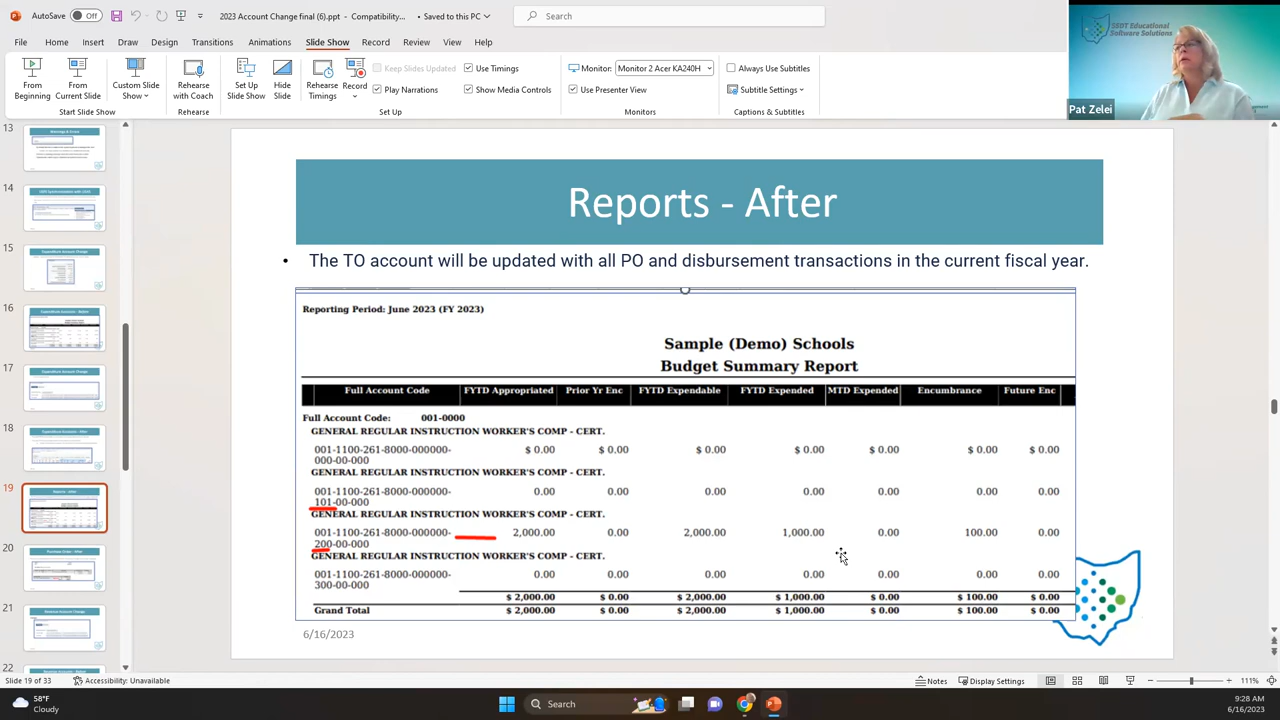 AutoSave Off 2023 Account Change final (6).ppt - Compatibility... • Saved to this PC Search
SSDT Educational
Software Solutions
File Home Insert Draw Design Transitions Animations Slide Show Record Review View Help
From Beginning
From Current Slide
Custom Slide Show
Rehearse with Coach
Set Up Slide Show
Hide Slide
Rehearse Timings
Record
Keep Slides Updated Use Timings
Play Narrations Show Media Controls
Monitor: Monitor 2 Acer KA240H
Use Presenter View
Always Use Subtitles
Subtitle Settings
Start Slide Show Rehearse Set Up Monitors Captions & Subtitles
Pat Zelei
13
14
15
16
17
18
19
20
21
22
Reports - After
• The TO account will be updated with all PO and disbursement transactions in the current fiscal year.
Reporting Period: June 2023 (FY 2023)
Sample (Demo) Schools
Budget Summary Report
Full Account Code FYTD Appropriated Prior Yr Enc FYTD Expendable FYTD Expended MTD Expended Encumbrance Future Enc
Full Account Code: 001-0000
GENERAL REGULAR INSTRUCTION WORKER'S COMP - CERT.
001-1100-261-8000-000000- $ 0.00 $ 0.00 $ 0.00 $ 0.00 $ 0.00 $ 0.00 $ 0.00
000-00-000
GENERAL REGULAR INSTRUCTION WORKER'S COMP - CERT.
001-1100-261-8000-000000- 0.00 0.00 0.00 0.00 0.00 0.00 0.00
101-00-000
GENERAL REGULAR INSTRUCTION WORKER'S COMP - CERT.
001-1100-261-8000-000000- 2,000.00 0.00 2,000.00 1,000.00 0.00 100.00 0.00
200-00-000
GENERAL REGULAR INSTRUCTION WORKER'S COMP - CERT.
001-1100-261-8000-000000- 0.00 0.00 0.00 0.00 0.00 0.00 0.00
300-00-000
$ 2,000.00 $ 0.00 $ 2,000.00 $ 1,000.00 $ 0.00 $ 100.00 $ 0.00
Grand Total $ 2,000.00 $ 0.00 $ 2,000.00 $ 1,000.00 $ 0.00 $ 100.00 $ 0.00
6/16/2023
Slide 19 of 33 Accessibility: Unavailable Notes Display Settings 111%
58°F
Cloudy
Search
9:28 AM
6/16/2023